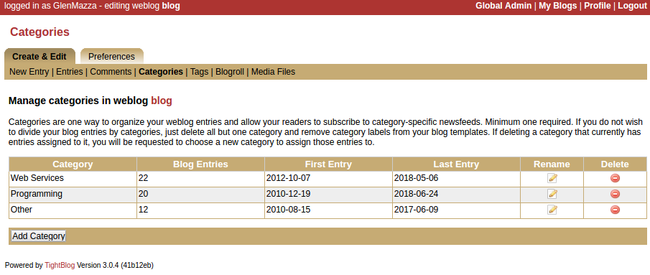 logged in as GlenMazza - editing weblog blog
Global Admin | My Blogs | Profile | Logout
Categories
Create & Edit Preferences
New Entry | Entries | Comments | Categories | Tags | Blogroll | Media Files
Manage categories in weblog blog
Categories are one way to organize your weblog entries and allow your readers to subscribe to category-specific newsfeeds. Minimum one required. If you do not wish
to divide your blog entries by categories, just delete all but one category and remove category labels from your blog templates. If deleting a category that currently has
entries assigned to it, you will be requested to choose a new category to assign those entries to.
Category Blog Entries First Entry Last Entry Rename Delete
Web Services 22 2012-10-07 2018-05-06
Programming 20 2010-12-19 2018-06-24
Other 12 2010-08-15 2017-06-09
Add Category
Powered by TightBlog Version 3.0.4 (41b12eb)